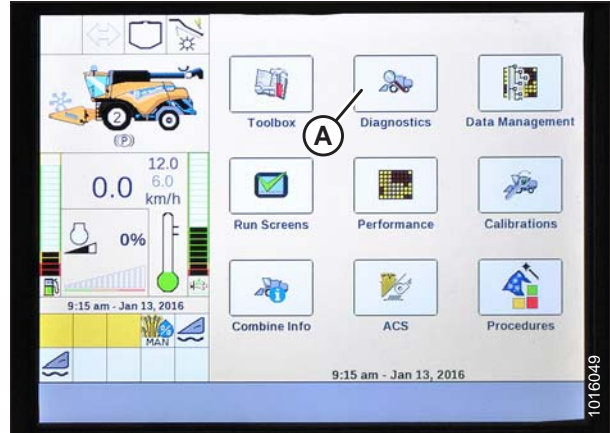 2
(P)
12.0
0.0 6.0
km/h
0%
9:15 am - Jan 13, 2016
MAN
Toolbox
Diagnostics
Data Management
A
Run Screens
Performance
Calibrations
Combine Info
ACS
Procedures
9:15 am - Jan 13, 2016
1016049